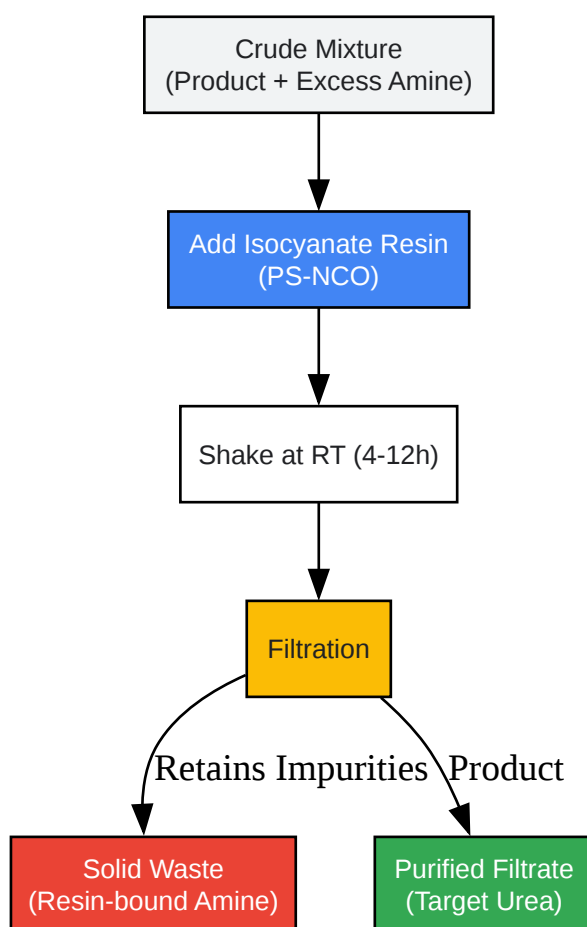 Crude Mixture
(Product + Excess Amine)
Add Isocyanate Resin
(PS-NCO)
Shake at RT (4-12h)
Filtration
Retains Impurities
Product
Solid Waste
(Resin-bound Amine)
Purified Filtrate
(Target Urea)